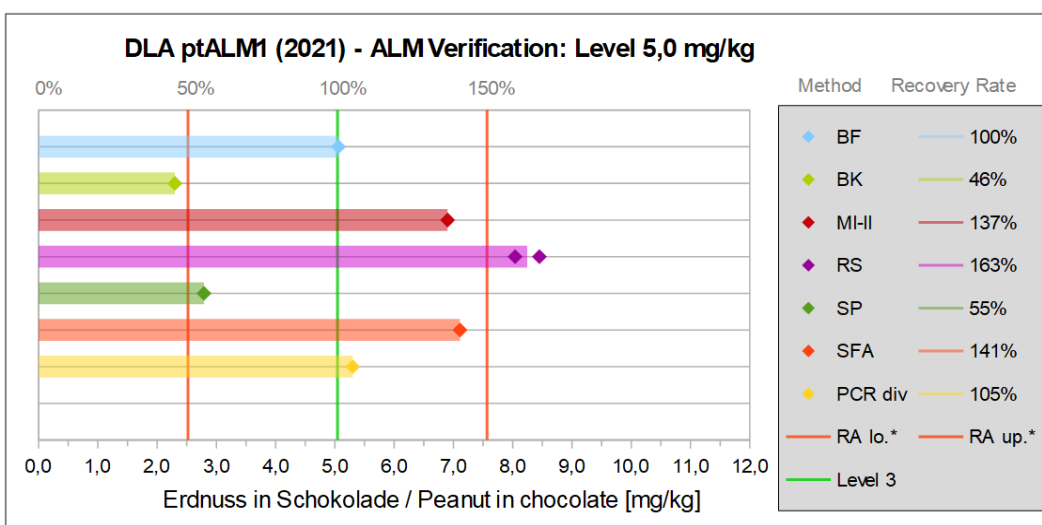 DLA ptALM1 (2021) - ALM Verification: Level 5,0 mg/kg
0% 50% 100% 150%
Method Recovery Rate
BF 100%
BK 46%
MI-II 137%
RS 163%
SP 55%
SFA 141%
PCR div 105%
RA lo.* RA up.*
Level 3
0,0 1,0 2,0 3,0 4,0 5,0 6,0 7,0 8,0 9,0 10,0 11,0 12,0
Erdnuss in Schokolade / Peanut in chocolate [mg/kg]